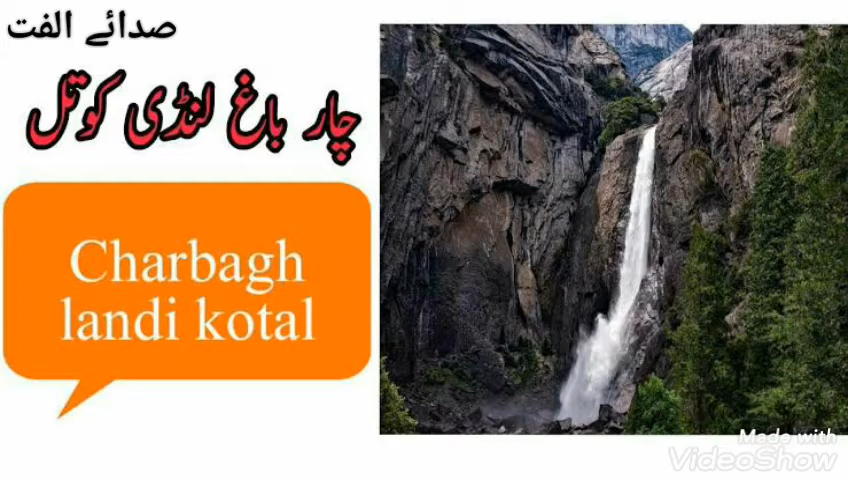 صدائے الفت
چار باغ لنڈی کوتل
Charbagh
landi kotal
Made with
VideoShow